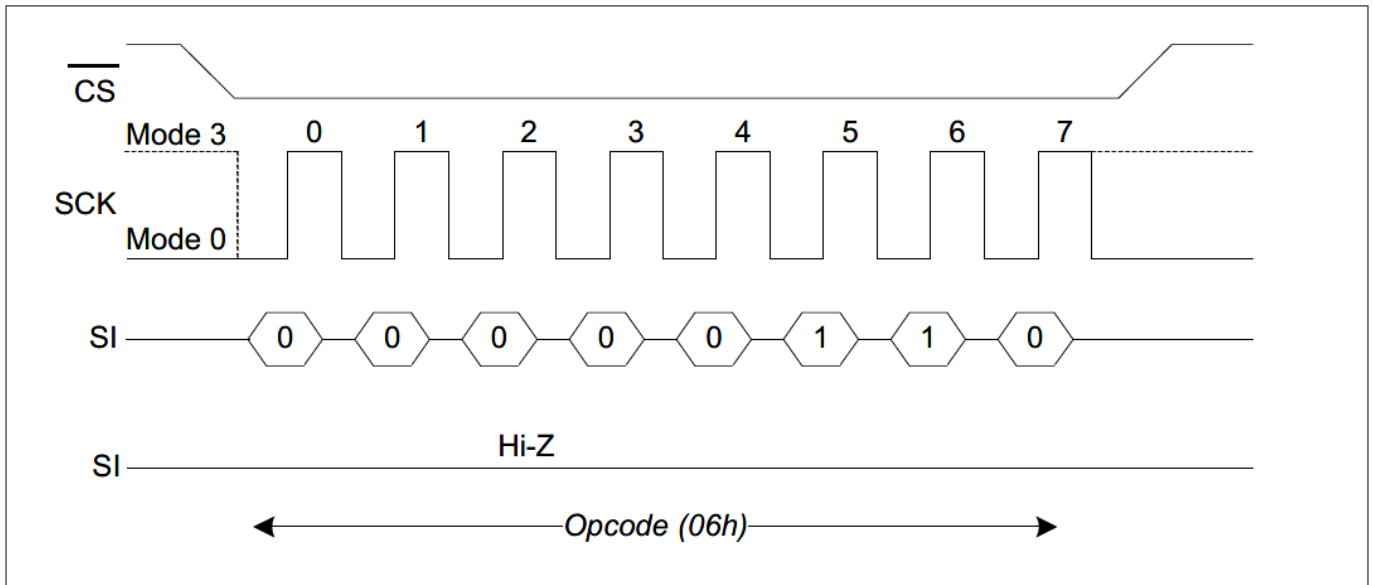 CS
Mode 3 0 1 2 3 4 5 6 7
SCK
Mode 0
SI 0 0 0 0 0 1 1 0
Hi-Z
SI
Opcode (06h)